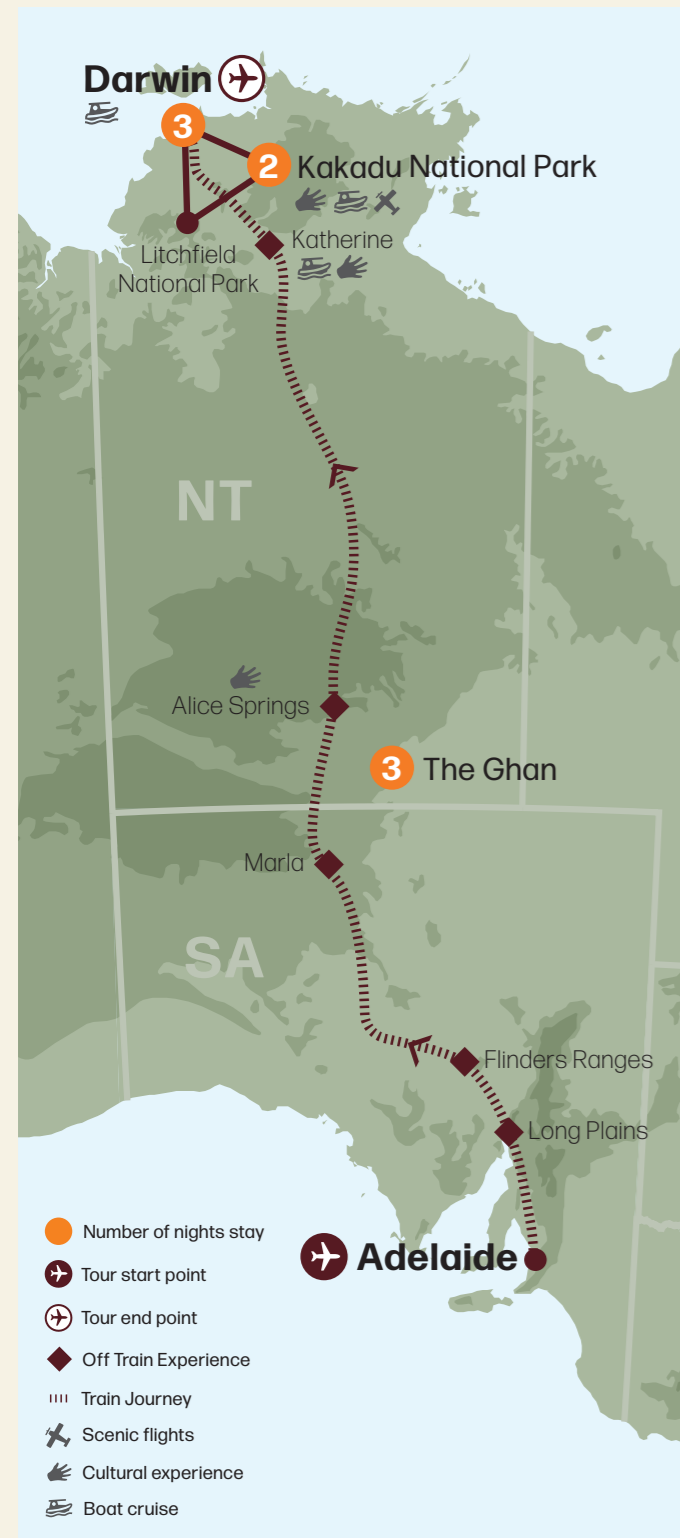 Darwin
3
2
Kakadu National Park
Katherine
Litchfield
National Park
NT
Alice Springs
3
The Ghan
Marla
SA
Flinders Ranges
Long Plains
Adelaide
Number of nights stay
Tour start point
Tour end point
Off Train Experience
Train Journey
Scenic flights
Cultural experience
Boat cruise